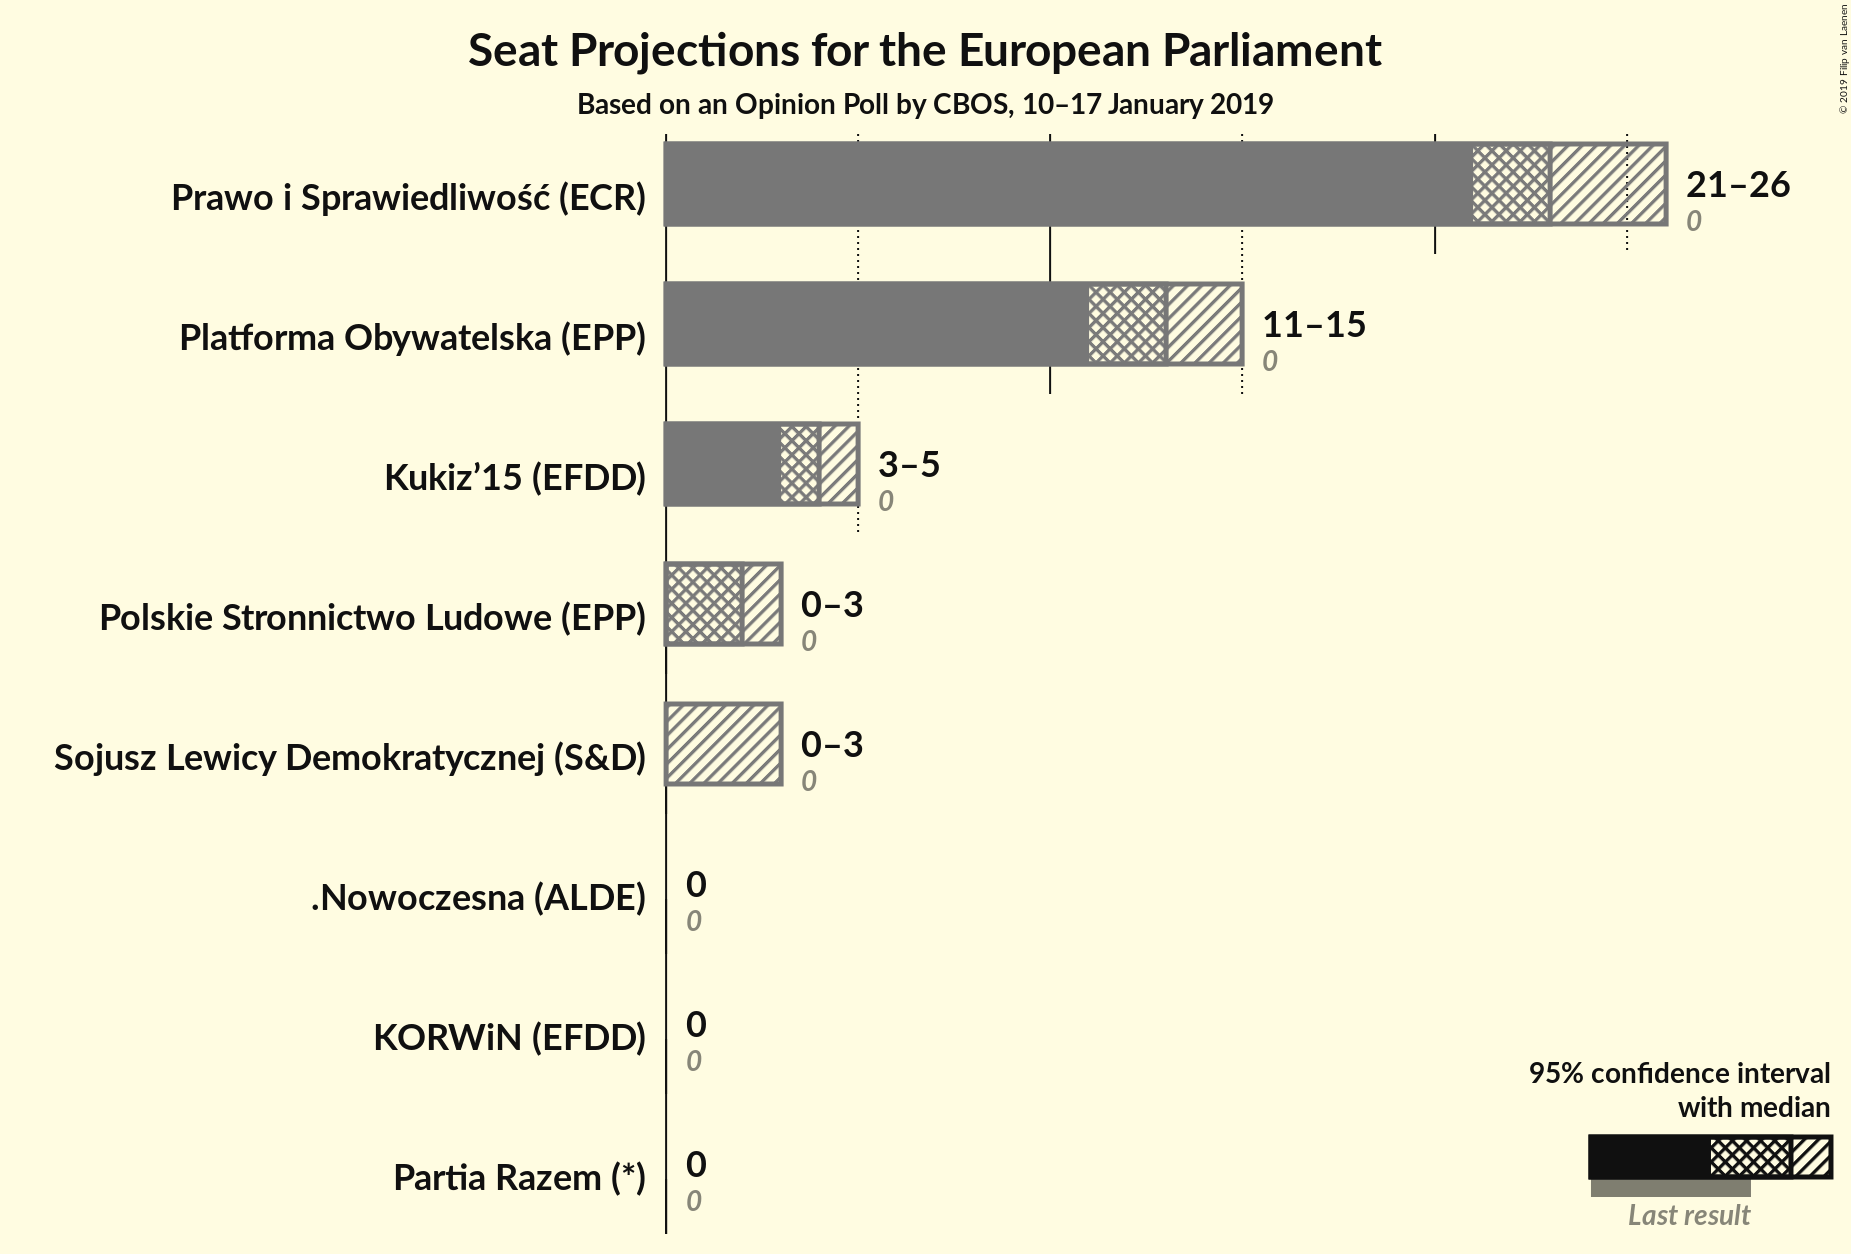 Seat Projections for the European Parliament
Based on an Opinion Poll by CBOS, 10–17 January 2019
© 2019 Filip van Laenen
Prawo i Sprawiedliwość (ECR)
21–26
0
Platforma Obywatelska (EPP)
11–15
0
Kukiz’15 (EFDD)
3–5
0
Polskie Stronnictwo Ludowe (EPP)
0–3
0
Sojusz Lewicy Demokratycznej (S&D)
0–3
0
.Nowoczesna (ALDE)
0
0
KORWiN (EFDD)
0
0
Partia Razem (*)
0
0
95% confidence interval
with median
Last result